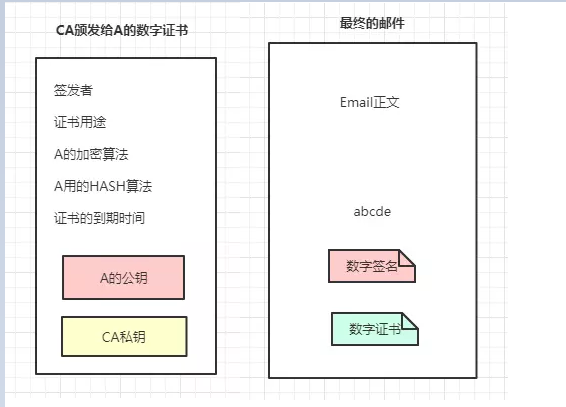 CA颁发给A的数字证书
签发者
证书用途
A的加密算法
A用的HASH算法
证书的到期时间
A的公钥
CA私钥
最终的邮件
Email正文
abcde
数字签名
数字证书